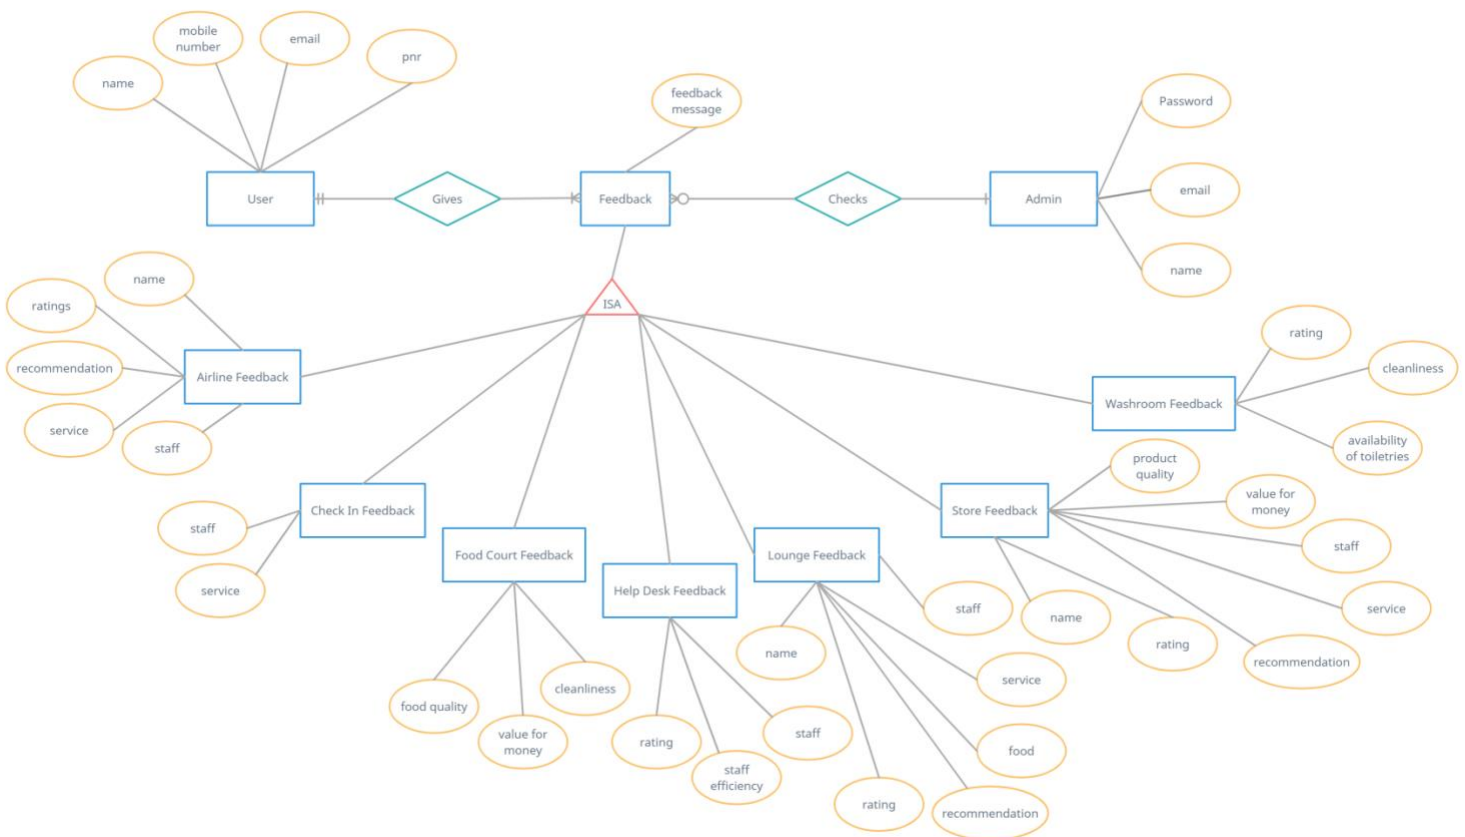 mobile
number
email
pnr
name
feedback
message
Password
User
Gives
Feedback
Checks
Admin
email
name
name
ratings
ISA
rating
recommendation
Airline Feedback
cleanliness
Washroom Feedback
service
staff
availability
of toiletries
product
quality
value for
money
Check In Feedback
Store Feedback
staff
staff
Food Court Feedback
Lounge Feedback
service
Help Desk Feedback
staff
name
service
rating
name
recommendation
service
cleanliness
food quality
value for
money
rating
staff
efficiency
staff
food
rating
recommendation